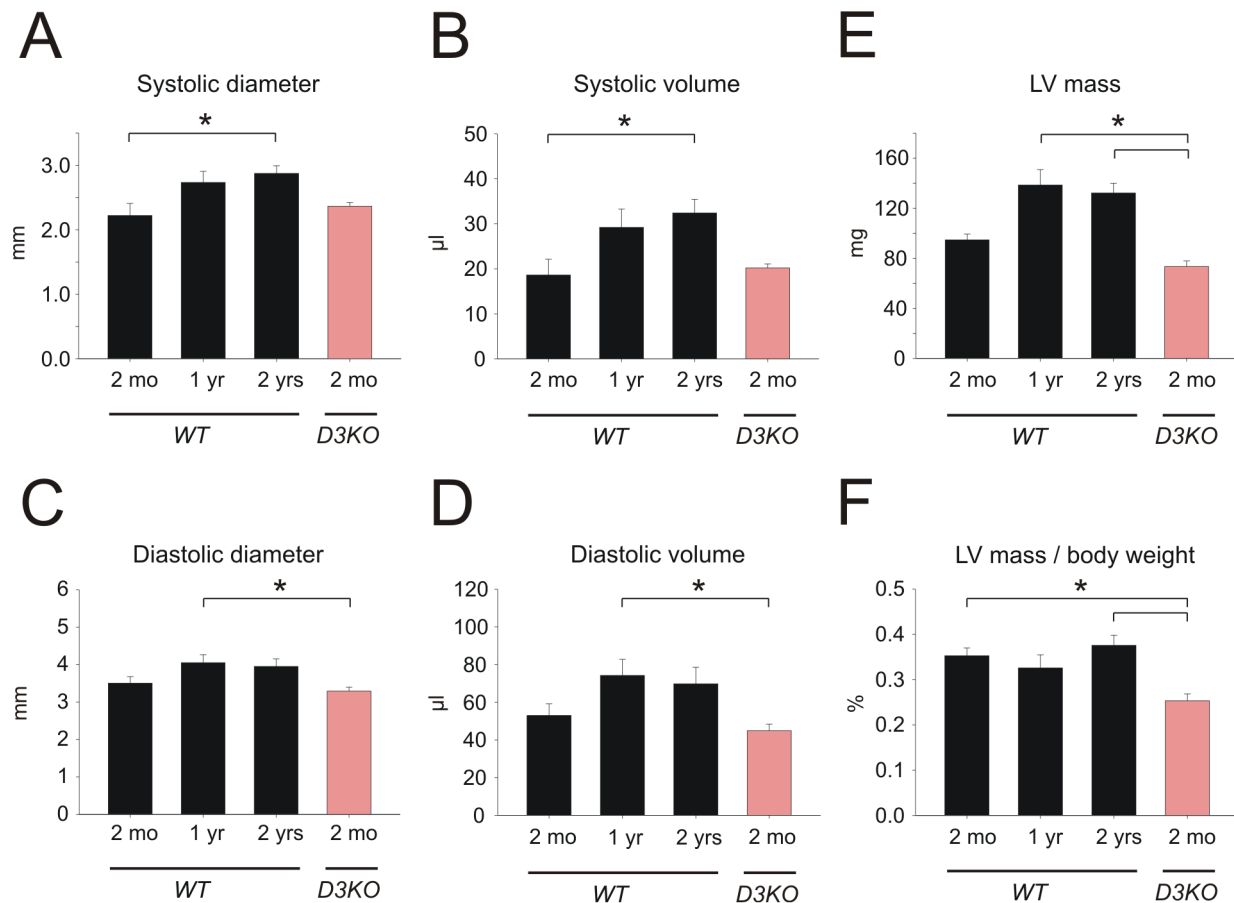 A
Systolic diameter
*
3.0
2.0
1.0
0.0
mm
2 mo 1 yr 2 yrs 2 mo
WT D3KO
B
Systolic volume
*
50
40
30
20
10
0
µl
2 mo 1 yr 2 yrs 2 mo
WT D3KO
E
LV mass
*
160
120
80
40
0
mg
2 mo 1 yr 2 yrs 2 mo
WT D3KO
C
Diastolic diameter
*
6
5
4
3
2
1
0
mm
2 mo 1 yr 2 yrs 2 mo
WT D3KO
D
Diastolic volume
*
120
100
80
60
40
20
0
µl
2 mo 1 yr 2 yrs 2 mo
WT D3KO
F
LV mass / body weight
*
0.5
0.4
0.3
0.2
0.1
0.0
%
2 mo 1 yr 2 yrs 2 mo
WT D3KO